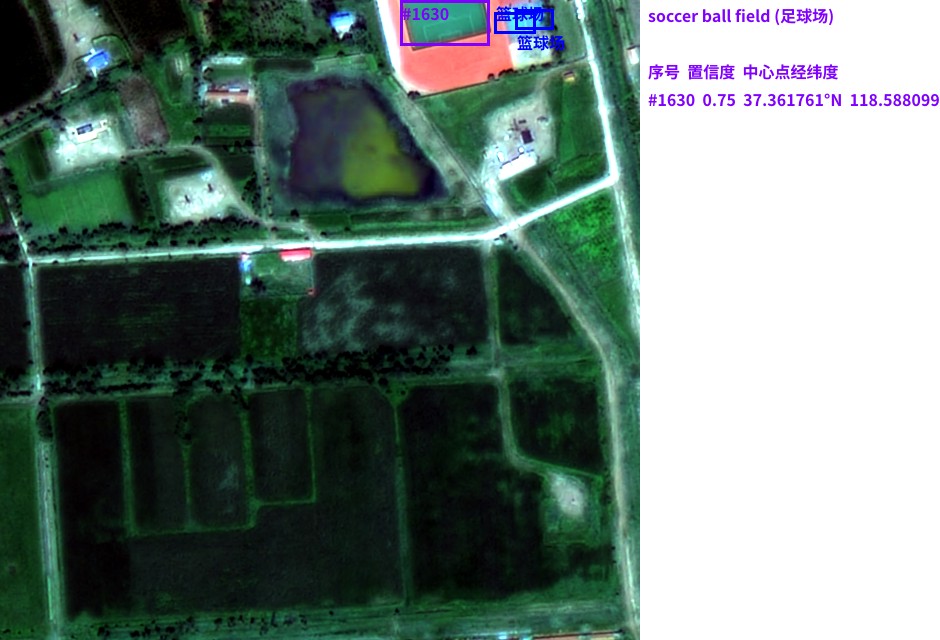 #1630
篮球场
篮球场
soccer ball field (足球场)
序号 置信度 中心点经纬度
#1630 0.75 37.361761°N 118.588099